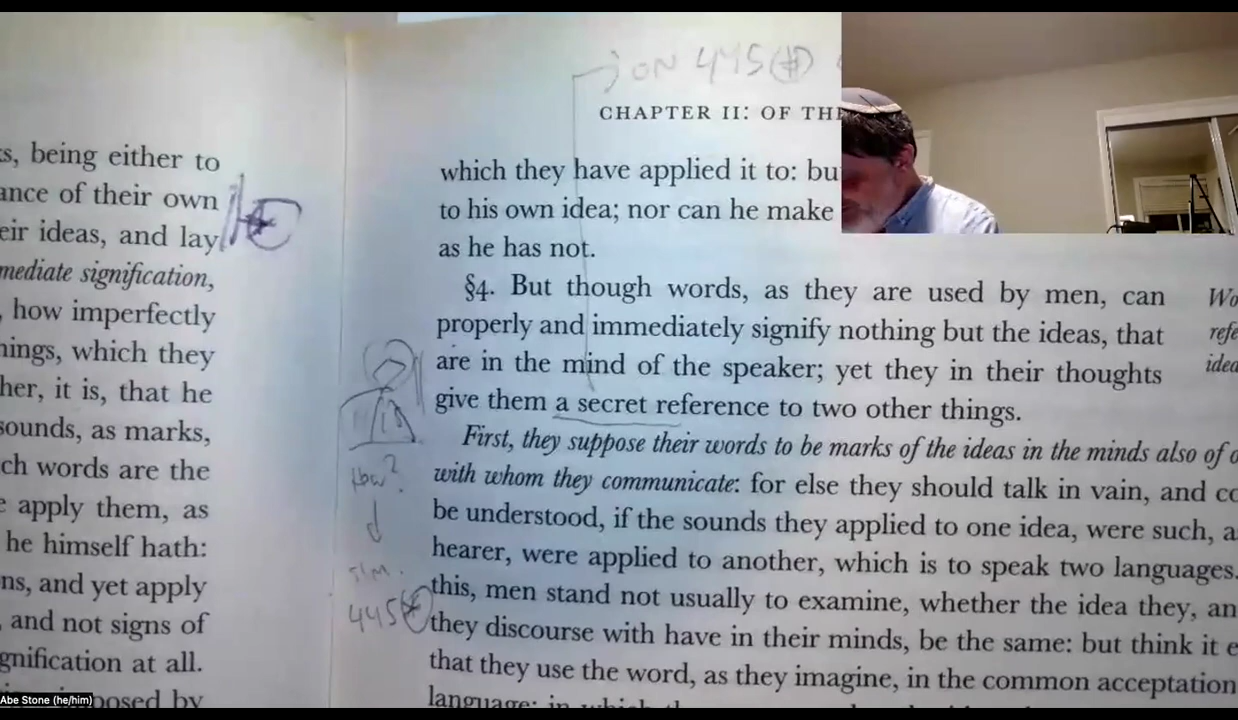 s, being either to
ance of their own
eir ideas, and lay
mediate signification,
, how imperfectly
ings, which they
her, it is, that he
sounds, as marks,
ch words are the
e apply them, as
he himself hath:
ns, and yet apply
, and not signs of
gnification at all.
posed by
on 445
CHAPTER II: OF THE
which they have applied it to: bu
to his own idea; nor can he make
as he has not.
§4. But though words, as they are used by men, can
properly and immediately signify nothing but the ideas, that
are in the mind of the speaker; yet they in their thoughts
give them a secret reference to two other things.
First, they suppose their words to be marks of the ideas in the minds also of o
with whom they communicate: for else they should talk in vain, and co
be understood, if the sounds they applied to one idea, were such, a
hearer, were applied to another, which is to speak two languages.
this, men stand not usually to examine, whether the idea they, an
they discourse with have in their minds, be the same: but think it e
that they use the word, as they imagine, in the common acceptation
language: in which
how?
sim.
445
Wo
refe
idea
Abe Stone (he/him)